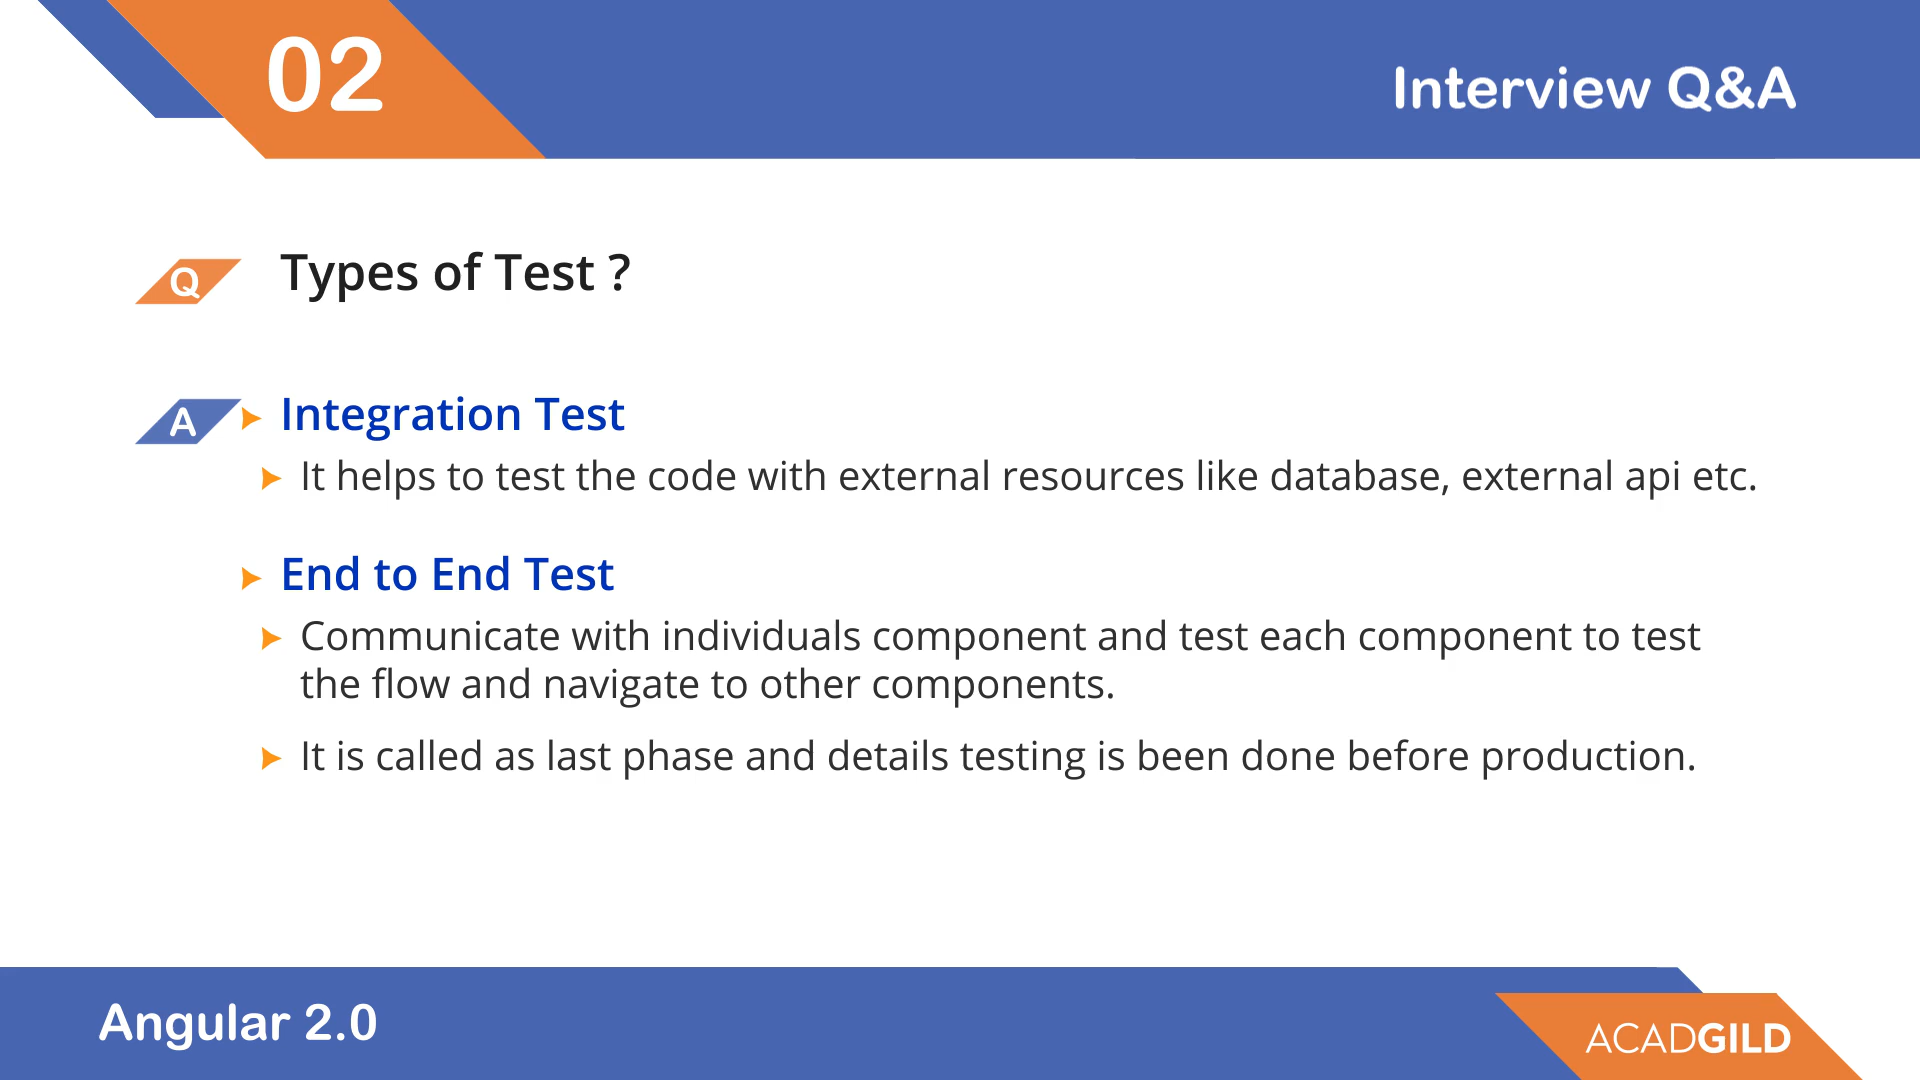 02
Interview Q&A
Q
Types of Test ?
A
Integration Test
It helps to test the code with external resources like database, external api etc.
End to End Test
Communicate with individuals component and test each component to test
the flow and navigate to other components.
It is called as last phase and details testing is been done before production.
Angular 2.0
ACADGILD